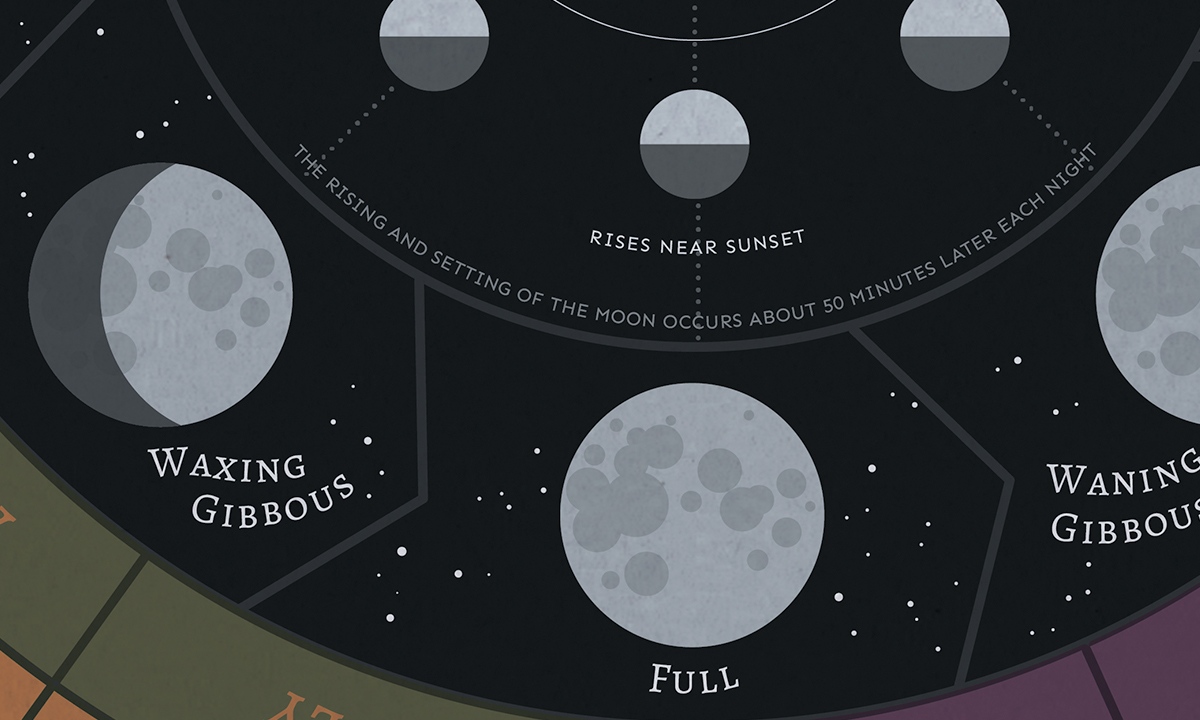 RISES NEAR SUNSET
THE RISING AND SETTING OF THE MOON OCCURS ABOUT 50 MINUTES LATER EACH NIGHT
WAXING
GIBBOUS
FULL
WANING
GIBBOUS